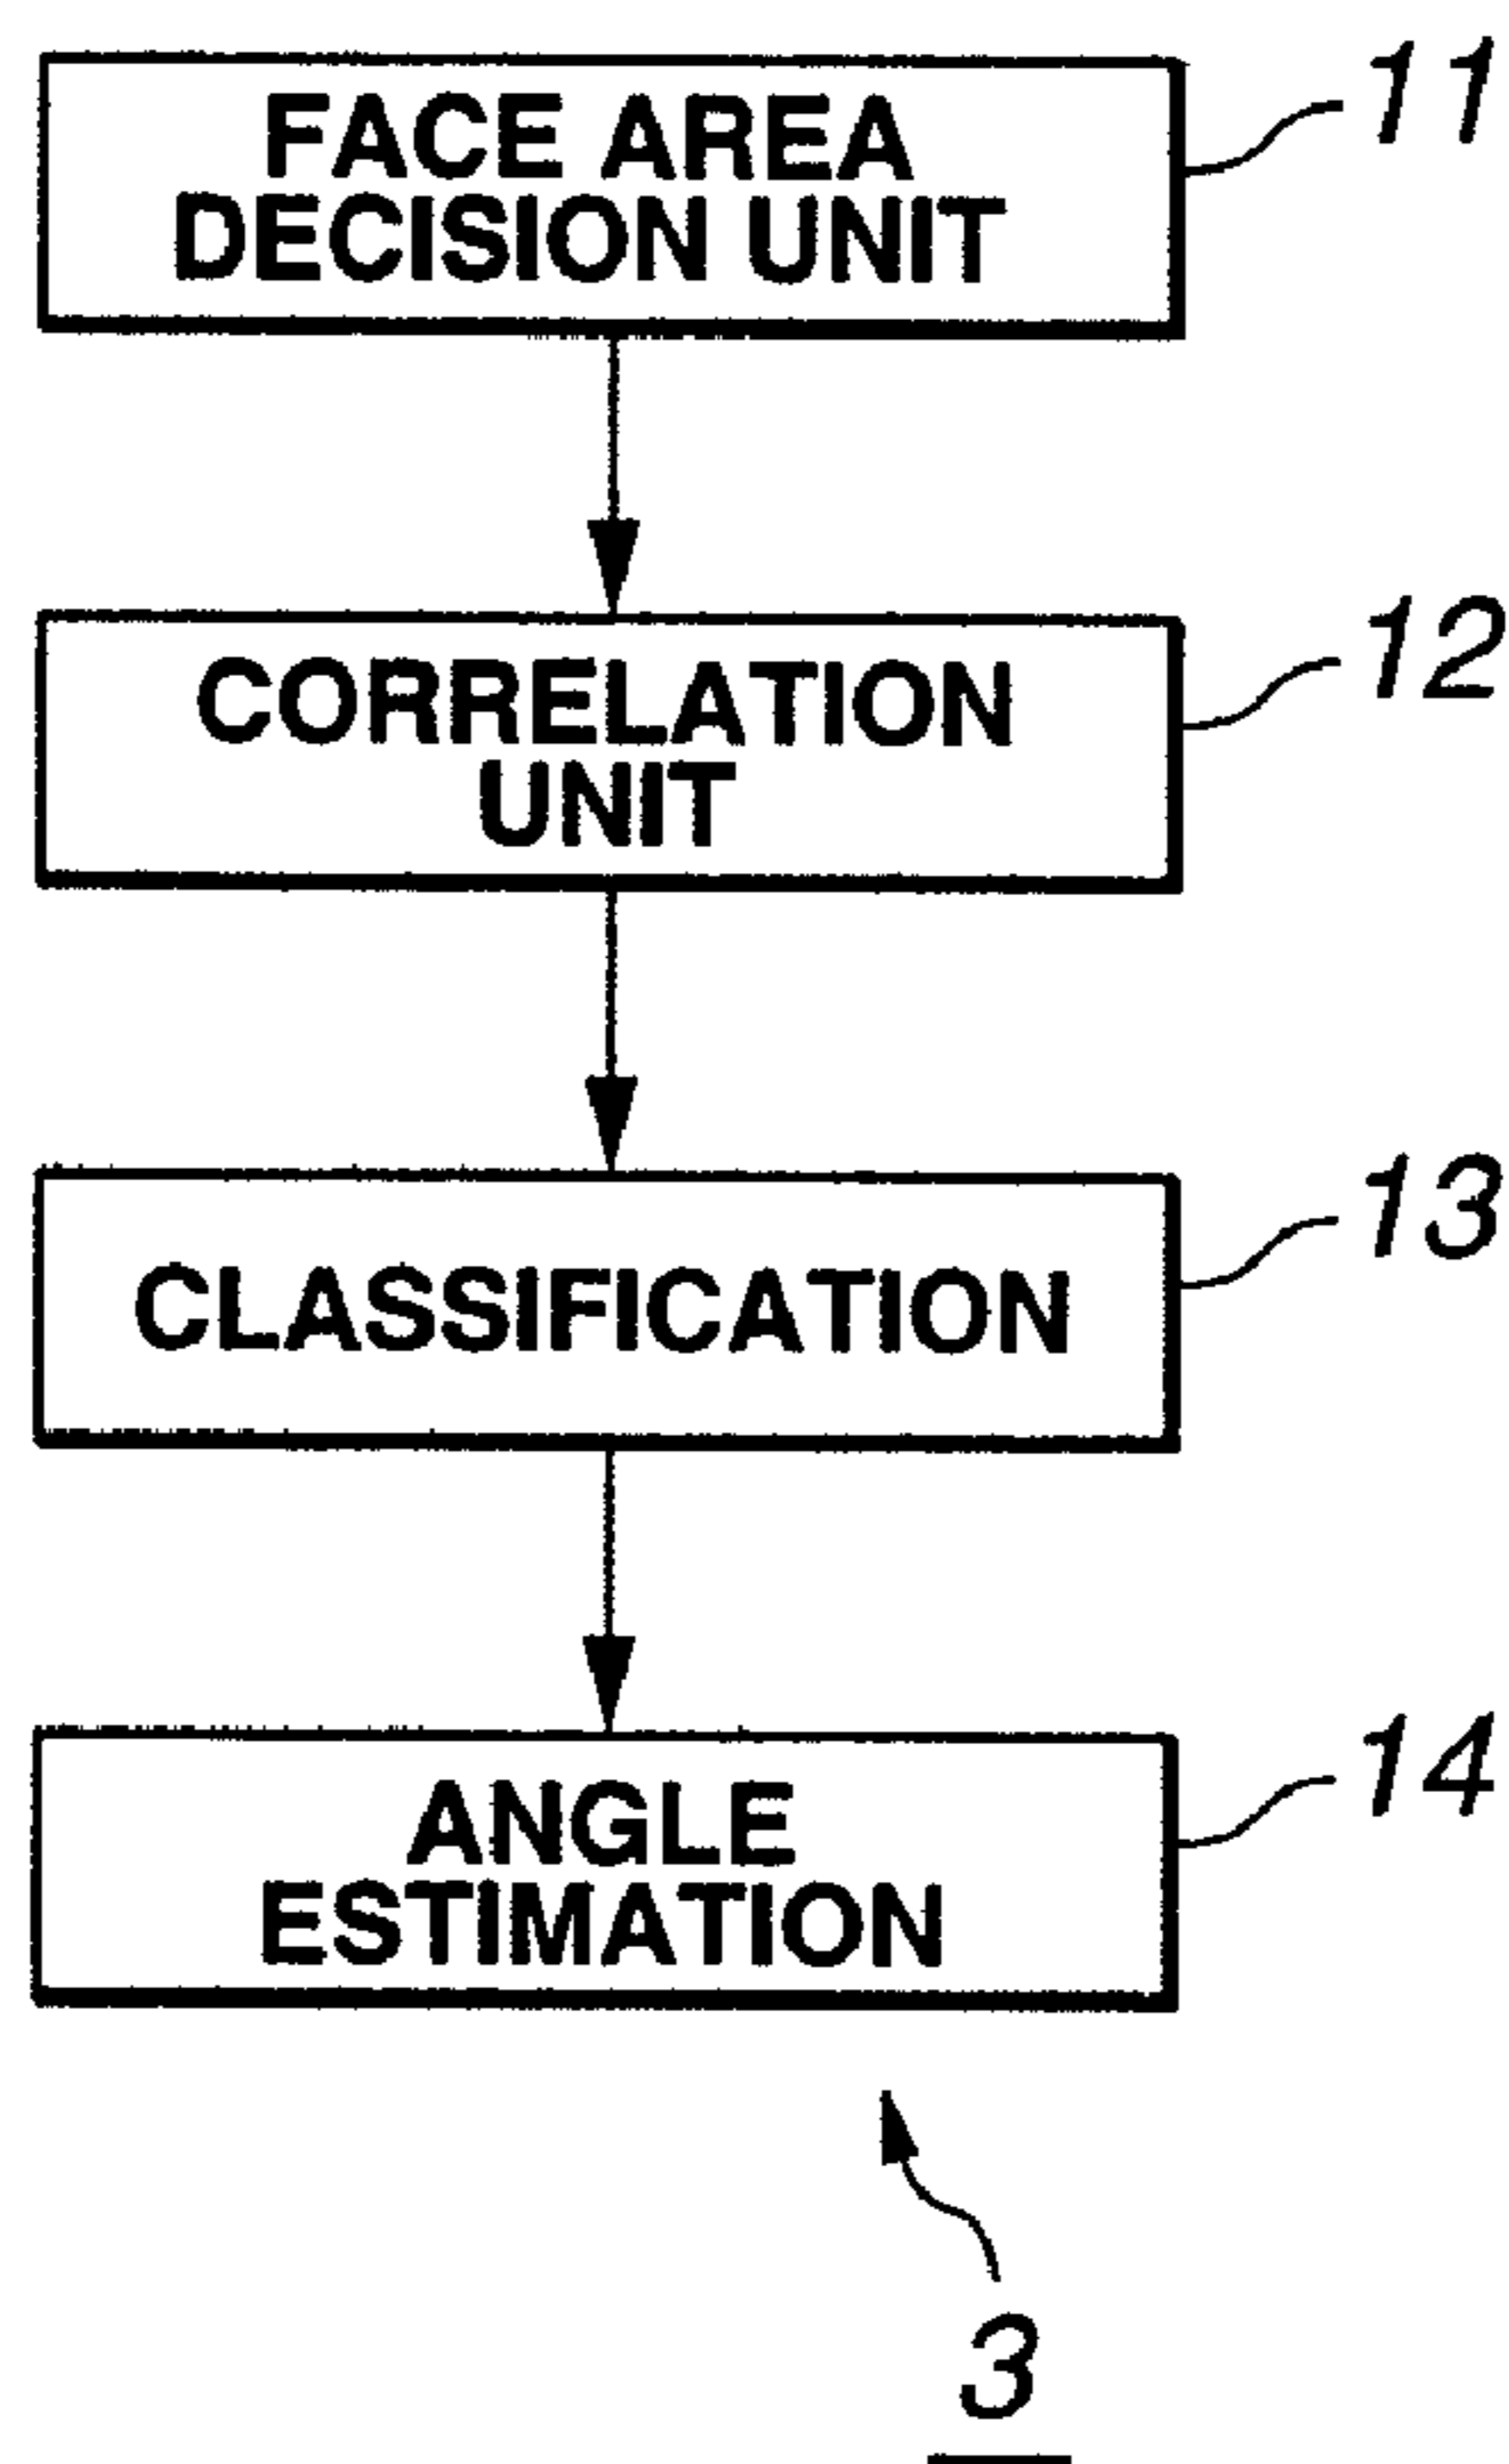 FACE AREA
DECISION UNIT
11
CORRELATION
UNIT
12
CLASSIFICATION
13
ANGLE
ESTIMATION
14
3